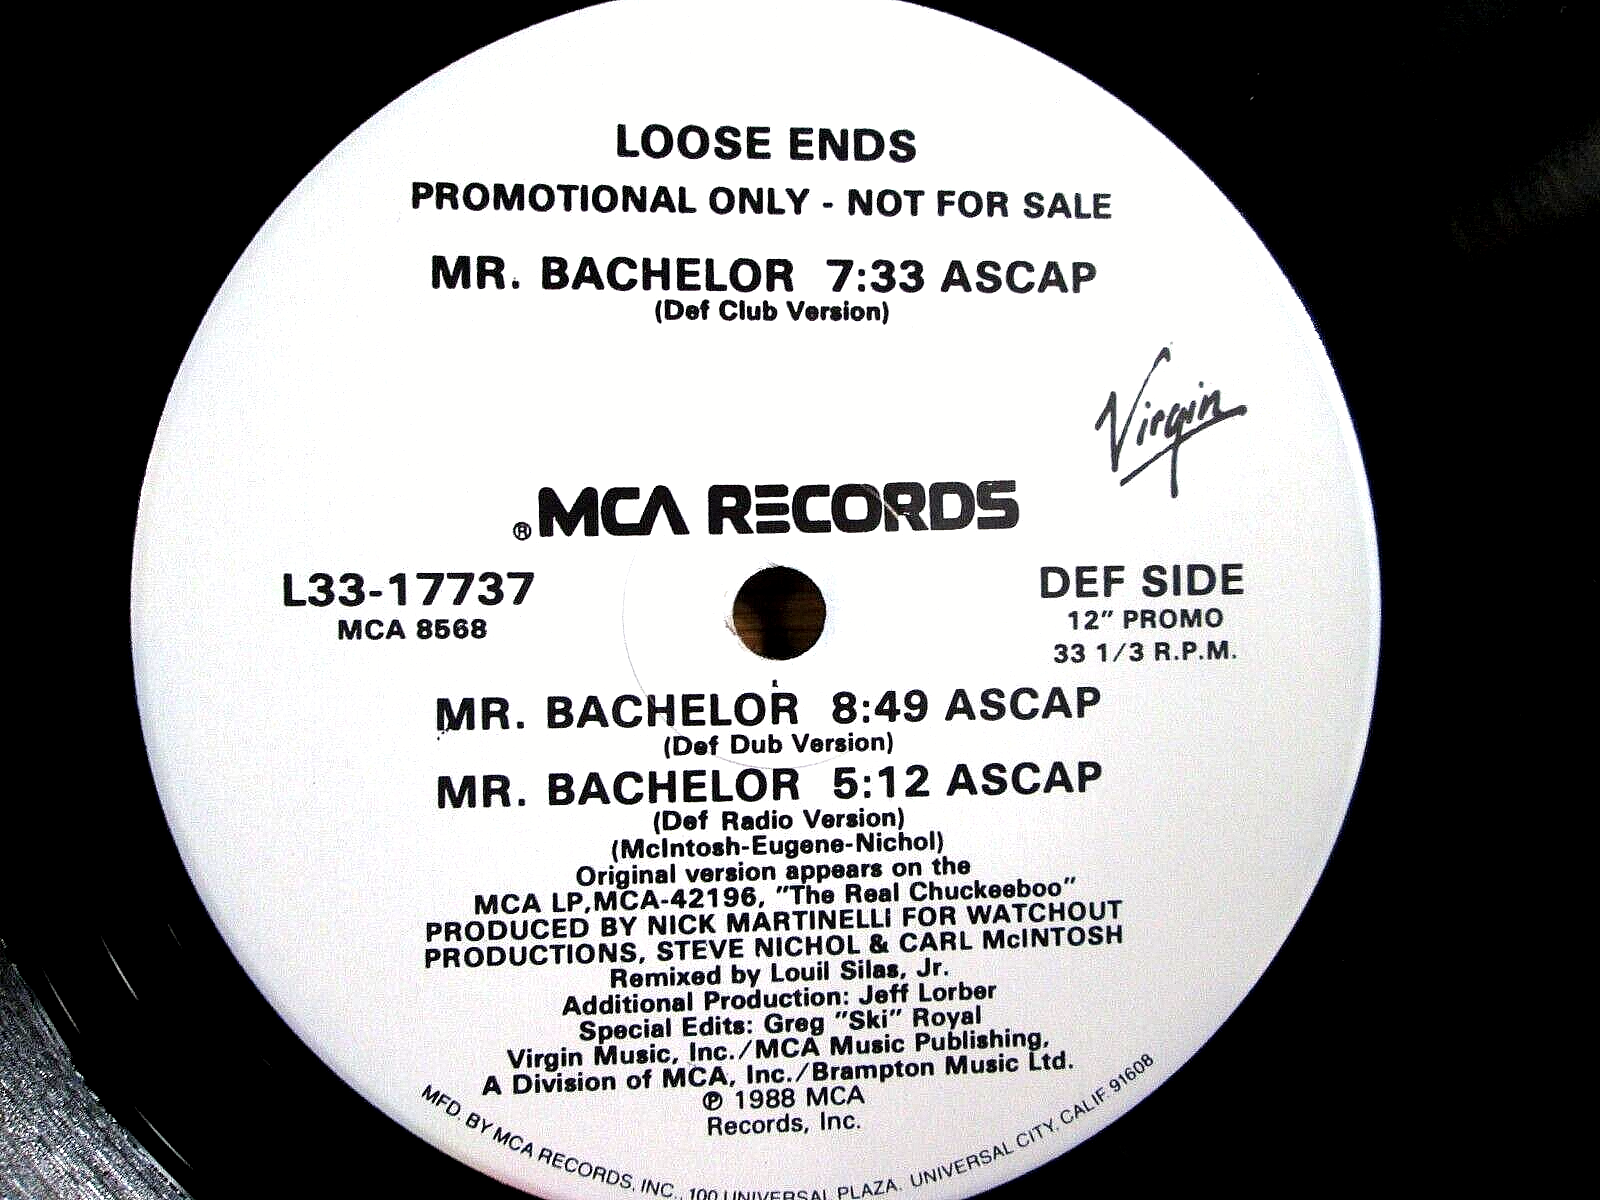 LOOSE ENDS
PROMOTIONAL ONLY - NOT FOR SALE
MR. BACHELOR 7:33 ASCAP
(Def Club Version)
Virgin
® MCA RECORDS
L33-17737
MCA 8568
DEF SIDE
12" PROMO
33 1/3 R.P.M.
MR. BACHELOR 8:49 ASCAP
(Def Dub Version)
MR. BACHELOR 5:12 ASCAP
(Def Radio Version)
(McIntosh-Eugene-Nichol)
Original version appears on the
MCA LP,MCA-42196, "The Real Chuckeeboo"
PRODUCED BY NICK MARTINELLI FOR WATCHOUT
PRODUCTIONS, STEVE NICHOL & CARL McINTOSH
Remixed by Louil Silas, Jr.
Additional Production: Jeff Lorber
Special Edits: Greg "Ski" Royal
Virgin Music, Inc./MCA Music Publishing,
A Division of MCA, Inc./Brampton Music Ltd.
℗ 1988 MCA
Records, Inc.
MFD. BY MCA RECORDS, INC., 100 UNIVERSAL PLAZA. UNIVERSAL CITY, CALIF. 91608